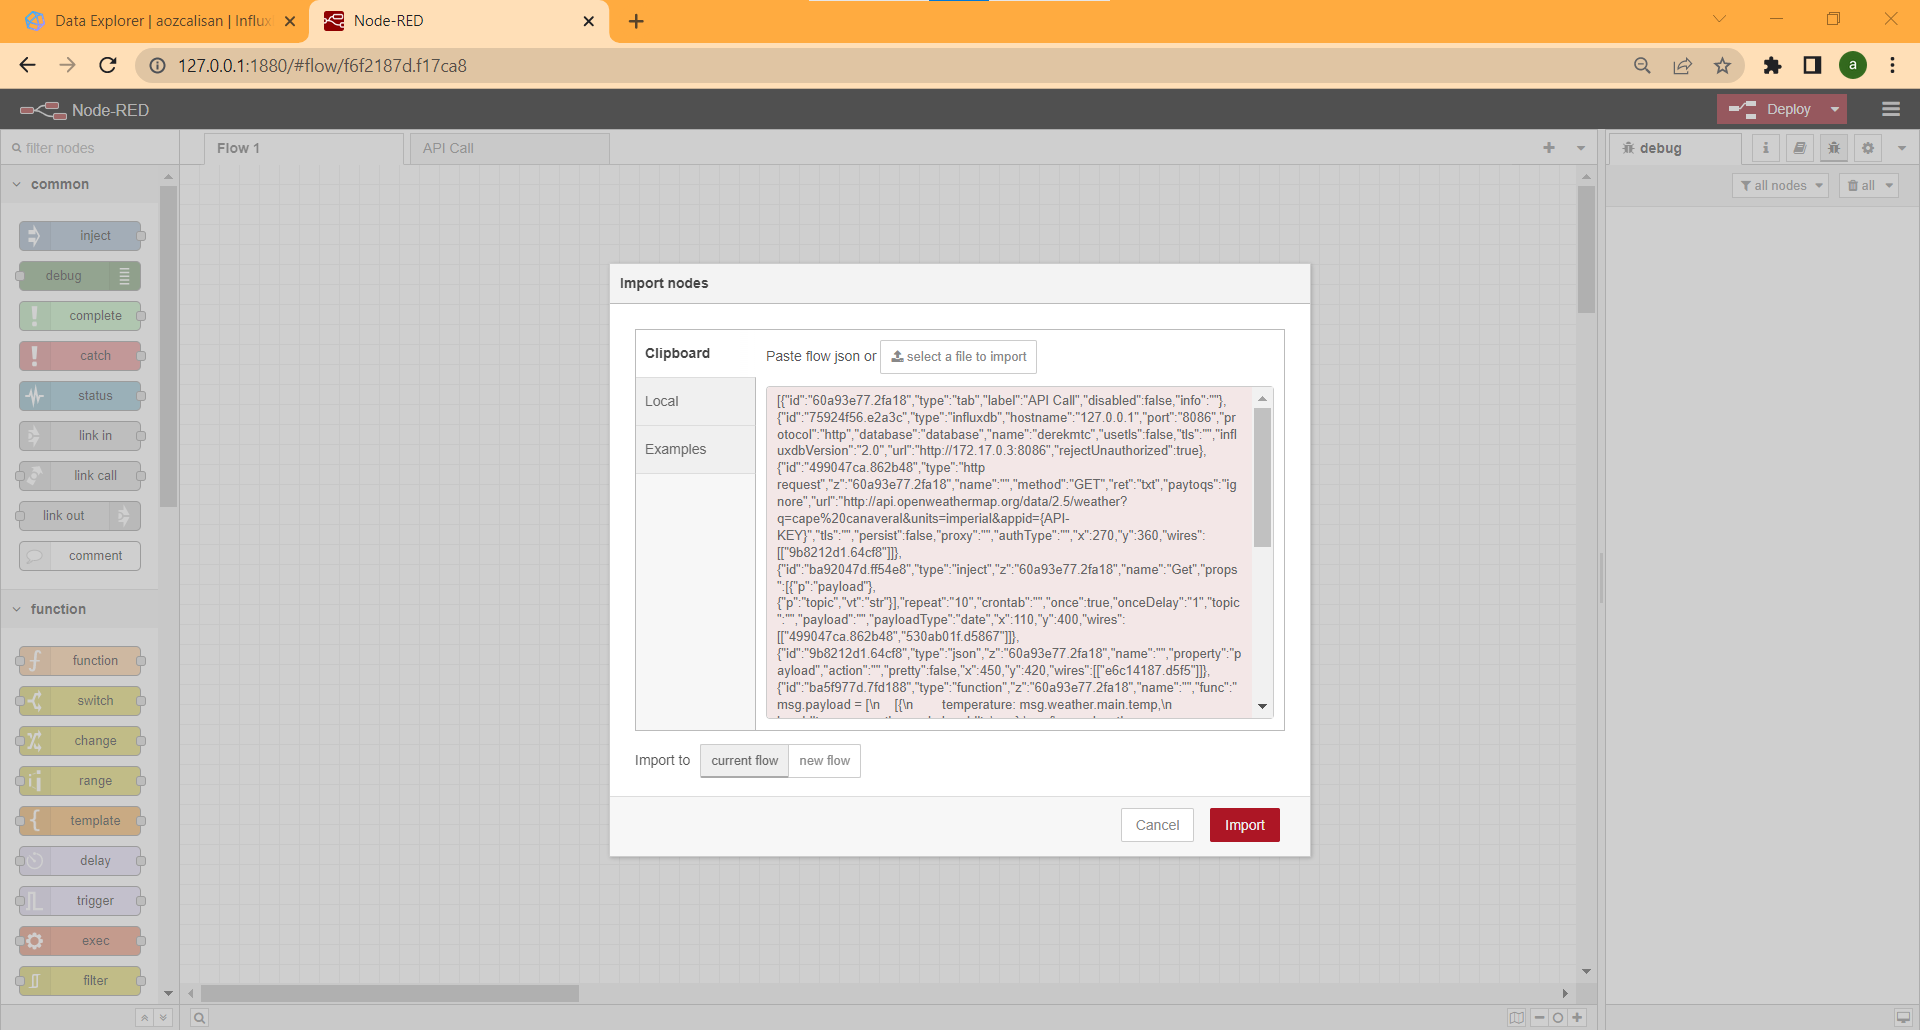 Data Explorer | aozcalisan | Influx
Node-RED
127.0.0.1:1880/#flow/f6f2187d.f17ca8
a
Node-RED
Deploy
filter nodes
Flow 1
API Call
debug
all nodes
all
common
inject
debug
complete
catch
status
link in
link call
link out
comment
function
function
switch
change
range
template
delay
trigger
exec
filter
Import nodes
Clipboard
Local
Examples
Paste flow json or
select a file to import
[{"id":"60a93e77.2fa18","type":"tab","label":"API Call","disabled":false,"info":""},
{"id":"75924f56.e2a3c","type":"influxdb","hostname":"127.0.0.1","port":"8086","pr
otocol":"http","database":"database","name":"derekmtc","usetls":false,"tls":"","infl
uxdbVersion":"2.0","url":"http://172.17.0.3:8086","rejectUnauthorized":true},
{"id":"499047ca.862b48","type":"http
request","z":"60a93e77.2fa18","name":"","method":"GET","ret":"txt","paytoqs":"ig
nore","url":"http://api.openweathermap.org/data/2.5/weather?
q=cape%20canaveral&units=imperial&appid={API-
KEY}","tls":"","persist":false,"proxy":"","authType":"","x":270,"y":360,"wires":
[["9b8212d1.64cf8"]]},
{"id":"ba92047d.ff54e8","type":"inject","z":"60a93e77.2fa18","name":"Get","props
":[{"p":"payload"},
{"p":"topic","vt":"str"}],"repeat":"10","crontab":"","once":true,"onceDelay":"1","topic
":"","payload":"","payloadType":"date","x":110,"y":400,"wires":
[["499047ca.862b48","530ab01f.d5867"]]},
{"id":"9b8212d1.64cf8","type":"json","z":"60a93e77.2fa18","name":"","property":"p
ayload","action":"","pretty":false,"x":450,"y":420,"wires":[["e6c14187.d5f5"]]},
{"id":"ba5f977d.7fd188","type":"function","z":"60a93e77.2fa18","name":"","func":"
msg.payload = [\n    [{\n        temperature: msg.weather.main.temp,\n
Import to
current flow
new flow
Cancel
Import